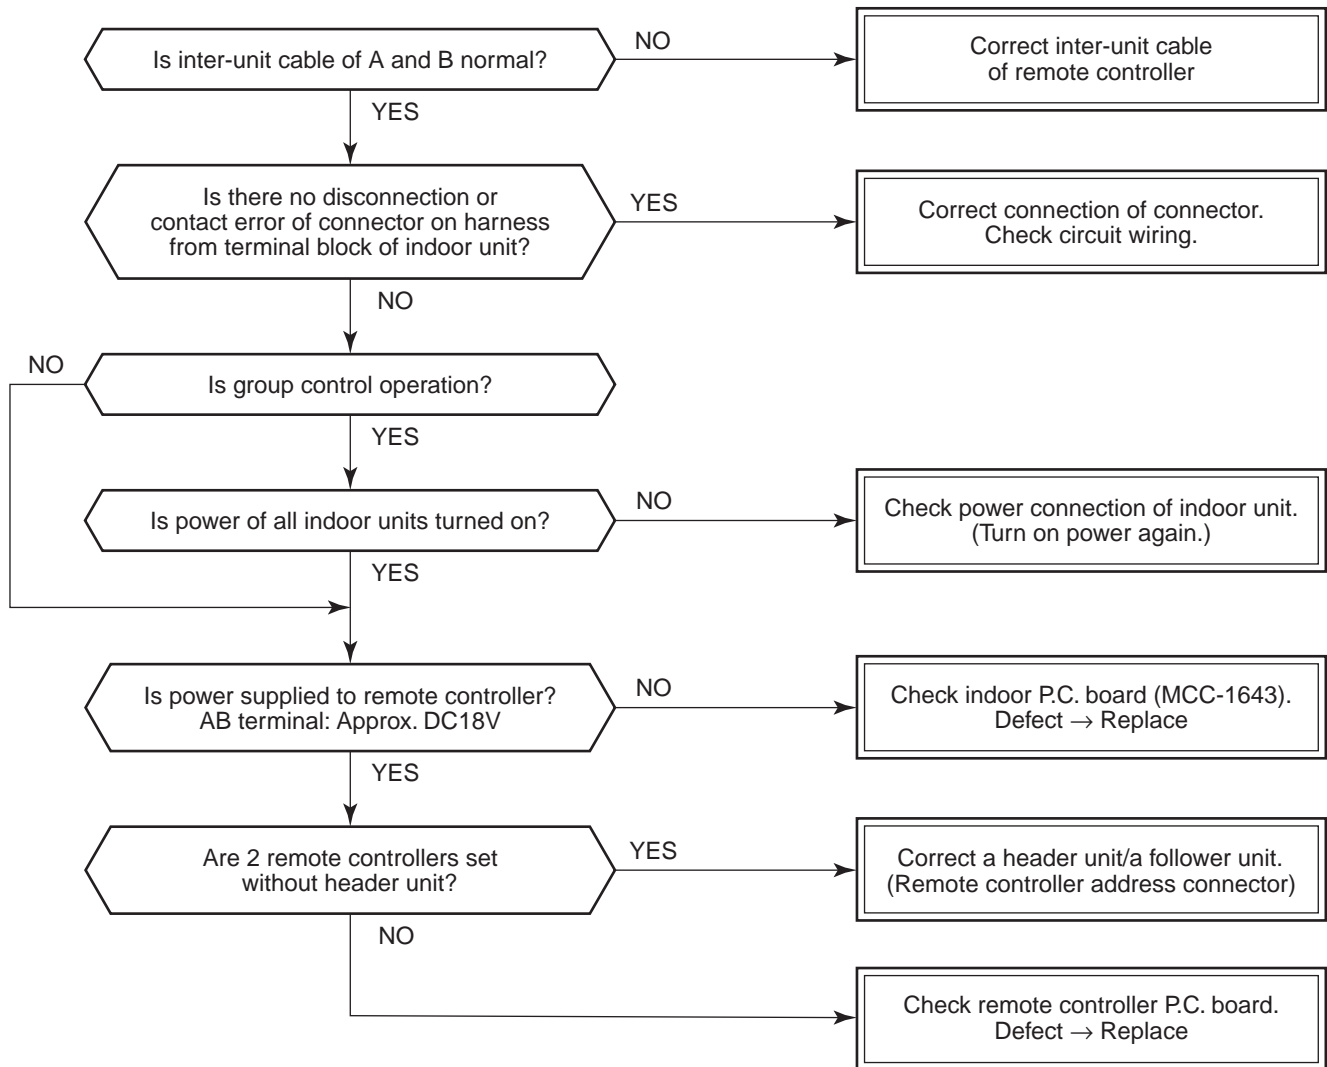 Is inter-unit cable of A and B normal?
NO
Correct inter-unit cable
of remote controller
YES
Is there no disconnection or
contact error of connector on harness
from terminal block of indoor unit?
YES
Correct connection of connector.
Check circuit wiring.
NO
Is group control operation?
NO
YES
Is power of all indoor units turned on?
NO
Check power connection of indoor unit.
(Turn on power again.)
YES
Is power supplied to remote controller?
AB terminal: Approx. DC18V
NO
Check indoor P.C. board (MCC-1643).
Defect → Replace
YES
Are 2 remote controllers set
without header unit?
YES
Correct a header unit/a follower unit.
(Remote controller address connector)
NO
Check remote controller P.C. board.
Defect → Replace